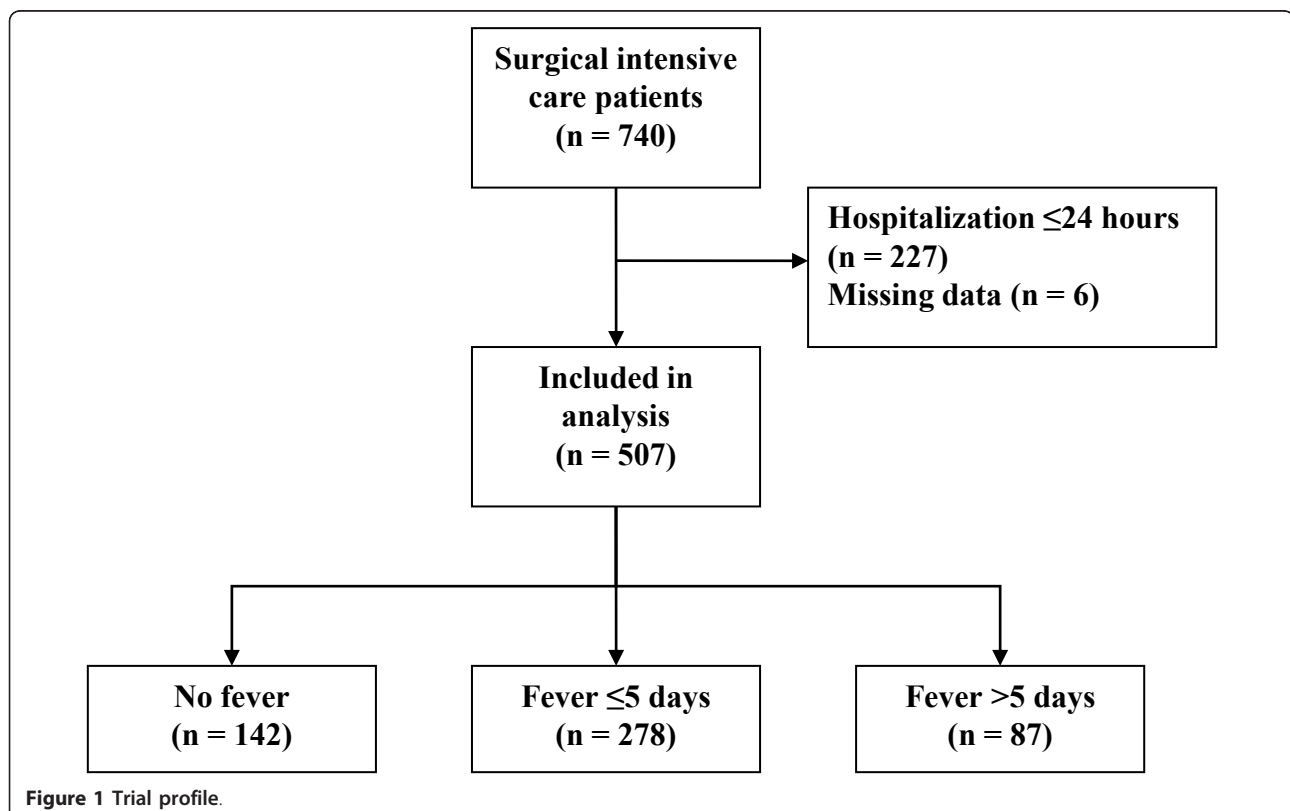 Surgical intensive
care patients
(n = 740)
Hospitalization ≤24 hours
(n = 227)
Missing data (n = 6)
Included in
analysis
(n = 507)
No fever
(n = 142)
Fever ≤5 days
(n = 278)
Fever >5 days
(n = 87)
Figure 1 Trial profile.